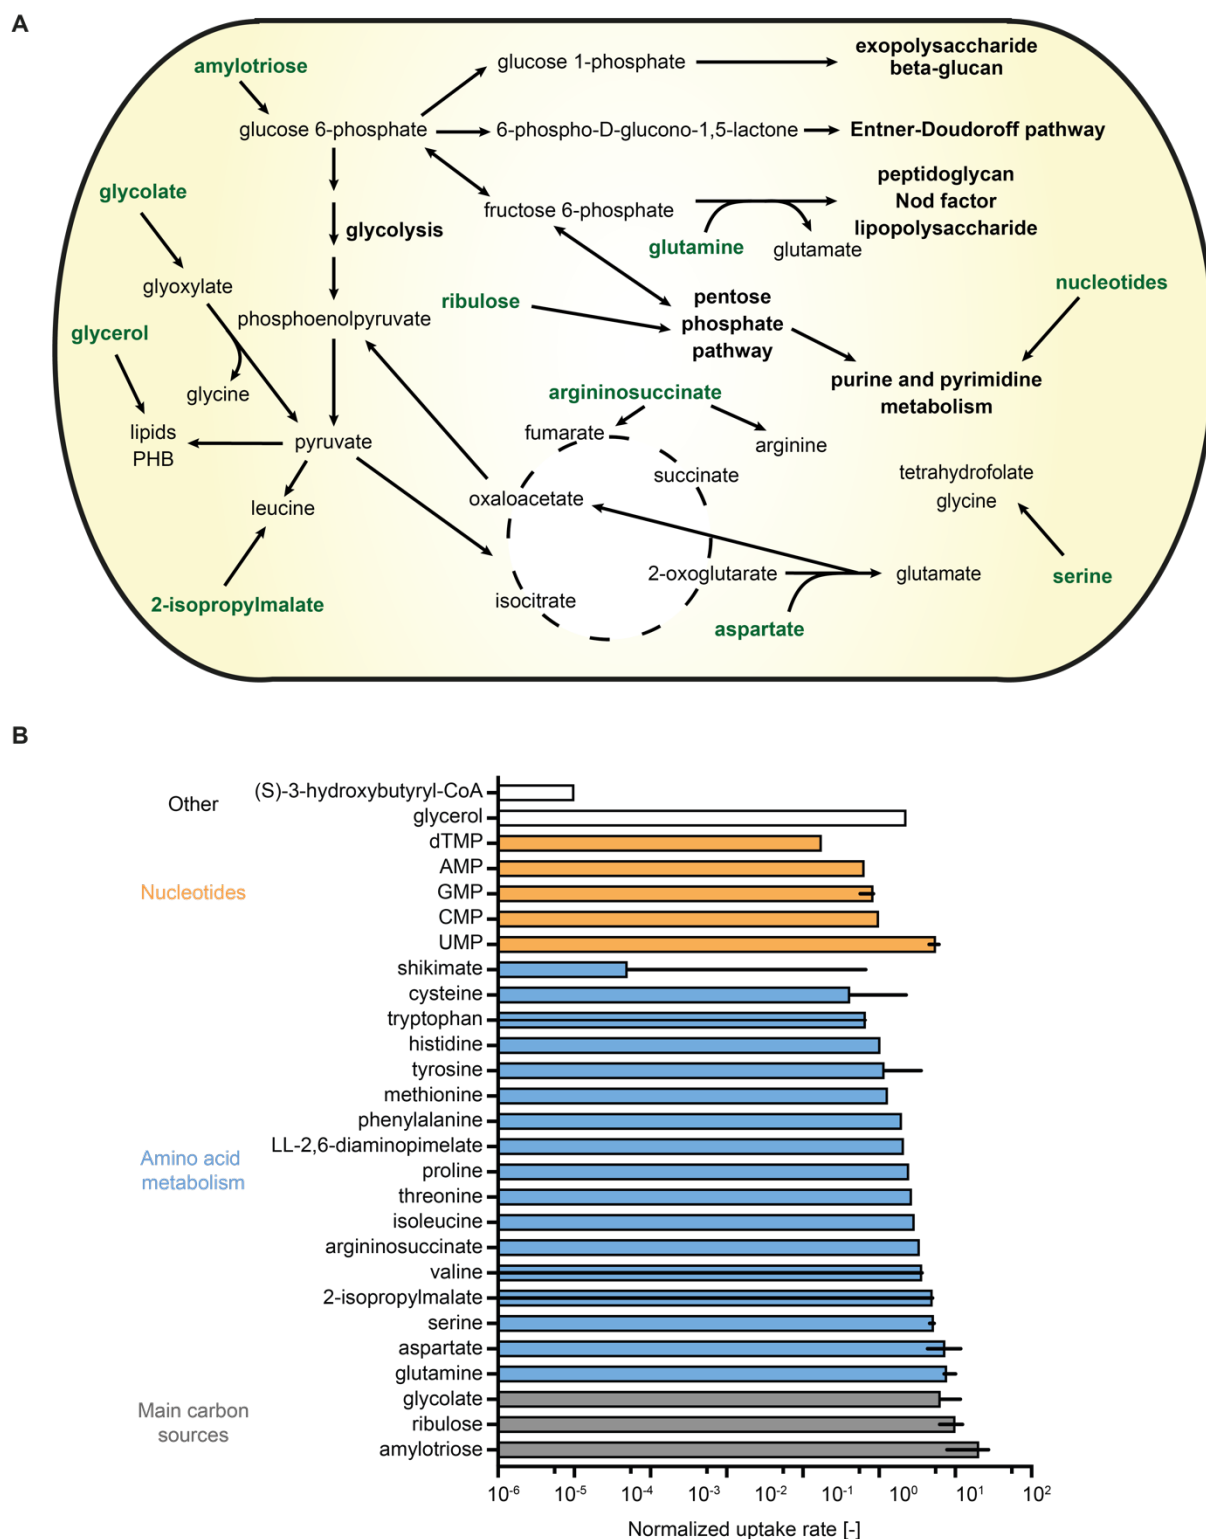 A
amylotriose
glucose 1-phosphate
exopolysaccharide
beta-glucan
glucose 6-phosphate
6-phospho-D-glucono-1,5-lactone
Entner-Doudoroff pathway
glycolate
fructose 6-phosphate
peptidoglycan
Nod factor
lipopolysaccharide
glycolysis
glutamine
glutamate
glyoxylate
ribulose
pentose
phosphate
pathway
nucleotides
phosphoenolpyruvate
glycerol
glycine
argininosuccinate
purine and pyrimidine
metabolism
lipids
PHB
pyruvate
fumarate
arginine
succinate
tetrahydrofolate
glycine
leucine
oxaloacetate
2-oxoglutarate
glutamate
serine
2-isopropylmalate
isocitrate
aspartate
B
Other
(S)-3-hydroxybutyryl-CoA
glycerol
dTMP
AMP
Nucleotides
GMP
CMP
UMP
shikimate
cysteine
tryptophan
histidine
tyrosine
methionine
phenylalanine
LL-2,6-diaminopimelate
Amino acid
metabolism
proline
threonine
isoleucine
argininosuccinate
valine
2-isopropylmalate
serine
aspartate
glutamine
glycolate
Main carbon
sources
ribulose
amylotriose
10-6 10-5 10-4 10-3 10-2 10-1 100 101 102
Normalized uptake rate [-]